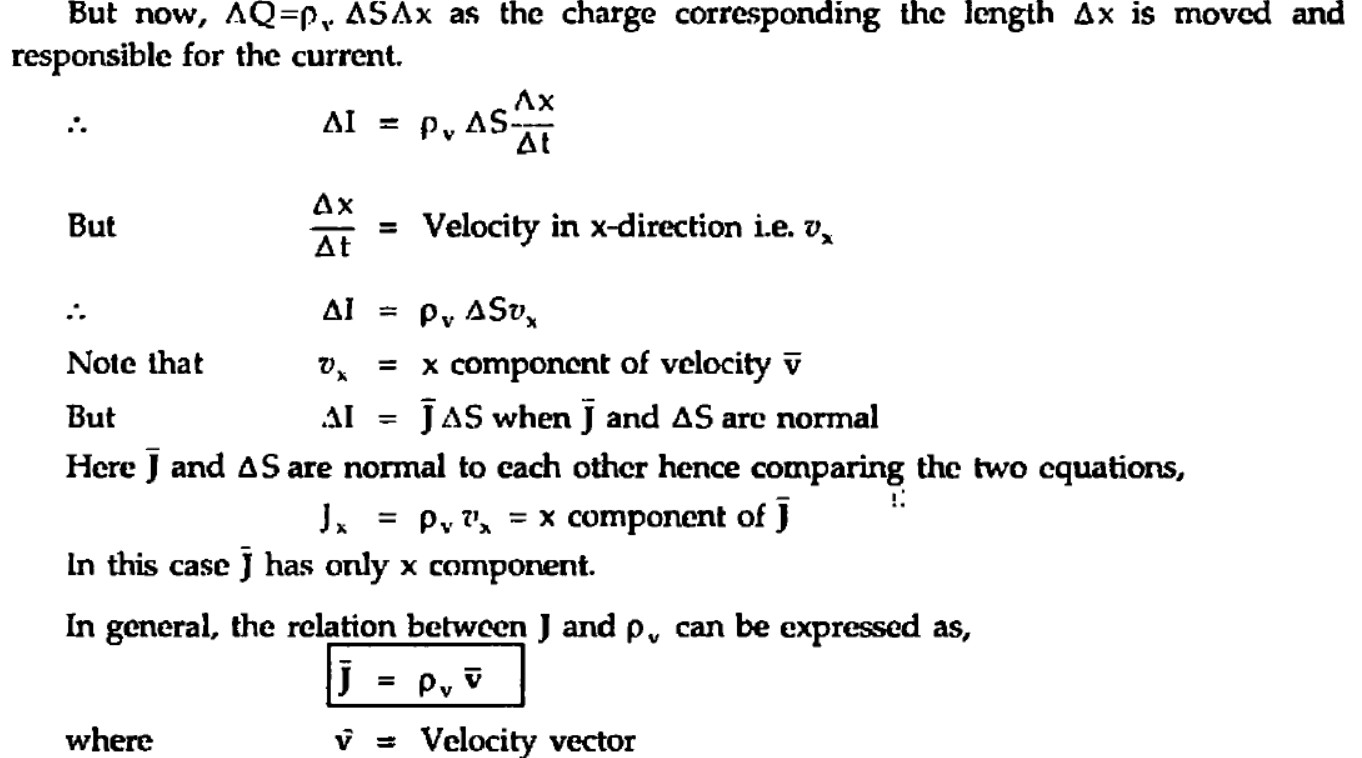 But now, ΔQ=ρᵥ ΔSΔx as the charge corresponding the length Δx is moved and
responsible for the current.
∴ ΔI = ρᵥ ΔS Δx/Δt
But Δx/Δt = Velocity in x-direction i.e. vₓ
∴ ΔI = ρᵥ ΔSvₓ
Note that vₓ = x component of velocity v̄
But ΔI = J̄ ΔS when J̄ and ΔS are normal
Here J̄ and ΔS are normal to each other hence comparing the two equations,
Jₓ = ρᵥ vₓ = x component of J̄
In this case J̄ has only x component.
In general, the relation between J and ρᵥ can be expressed as,
J̄ = ρᵥ v̄
where v̄ = Velocity vector